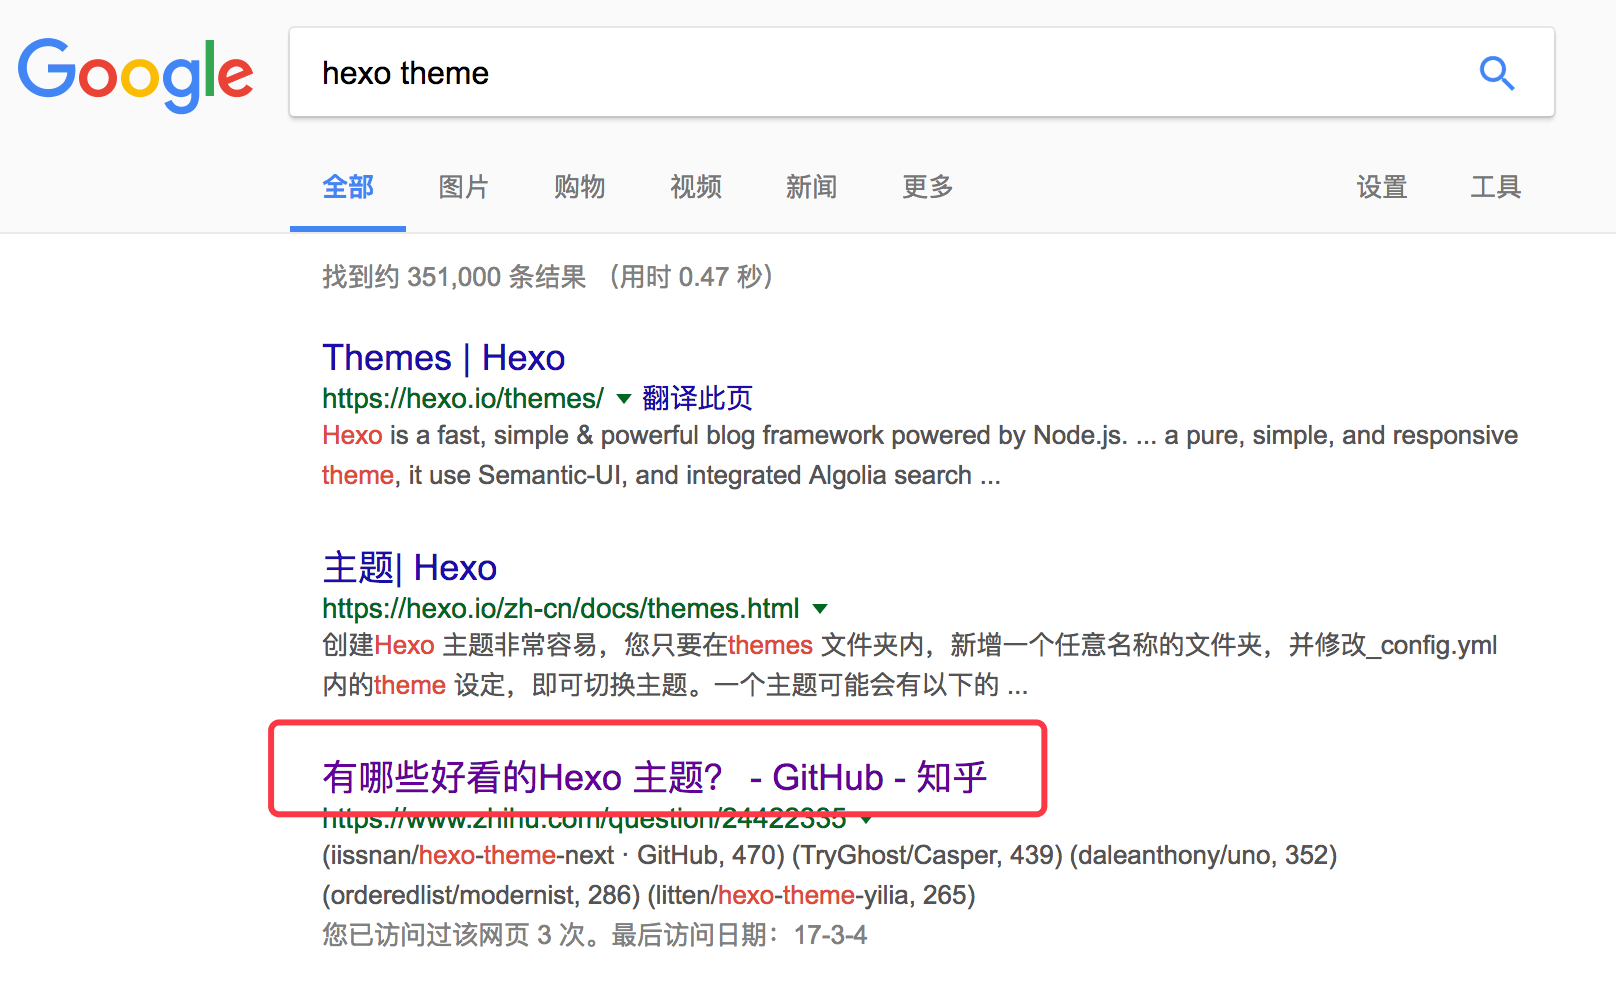 Google
hexo theme
全部 图片 购物 视频 新闻 更多 设置 工具
找到约 351,000 条结果 （用时 0.47 秒）
Themes | Hexo
https://hexo.io/themes/ 翻译此页
Hexo is a fast, simple & powerful blog framework powered by Node.js. ... a pure, simple, and responsive
theme, it use Semantic-UI, and integrated Algolia search ...
主题| Hexo
https://hexo.io/zh-cn/docs/themes.html
创建Hexo 主题非常容易，您只要在themes 文件夹内，新增一个任意名称的文件夹，并修改_config.yml
内的theme 设定，即可切换主题。一个主题可能会有以下的 ...
有哪些好看的Hexo 主题？ - GitHub - 知乎
https://www.zhihu.com/question/24422335
(iissnan/hexo-theme-next · GitHub, 470) (TryGhost/Casper, 439) (daleanthony/uno, 352)
(orderedlist/modernist, 286) (litten/hexo-theme-yilia, 265)
您已访问过该网页 3 次。最后访问日期：17-3-4